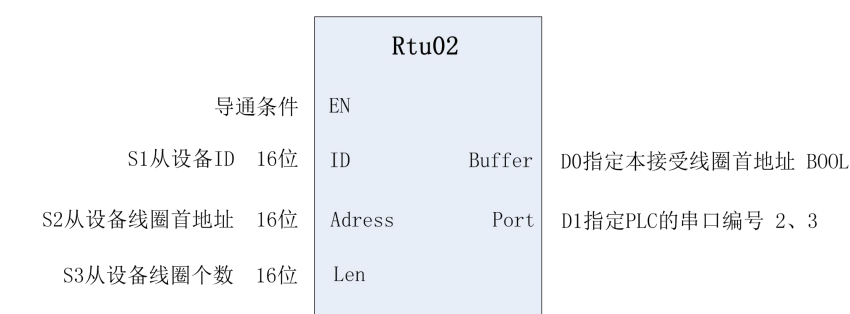 Rtu02
导通条件 EN
S1从设备ID 16位 ID Buffer D0指定本接受线圈首地址 BOOL
S2从设备线圈首地址 16位 Adress Port D1指定PLC的串口编号 2、3
S3从设备线圈个数 16位 Len